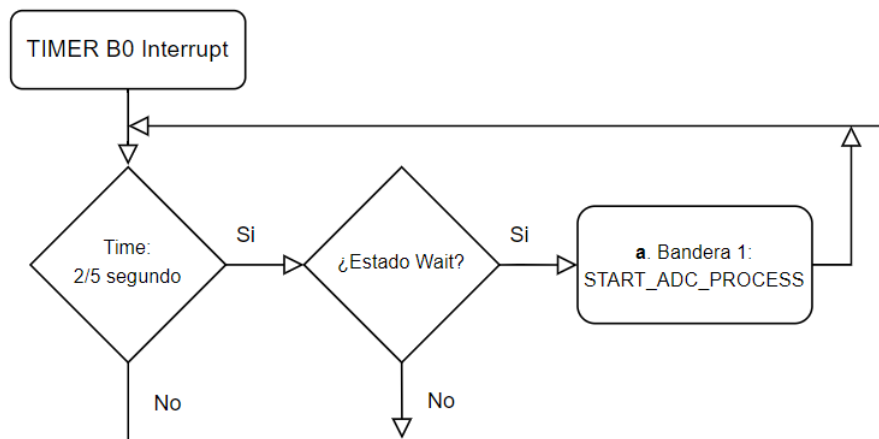 TIMER B0 Interrupt
Time:
2/5 segundo
Si
¿Estado Wait?
Si
a. Bandera 1:
START_ADC_PROCESS
No
No